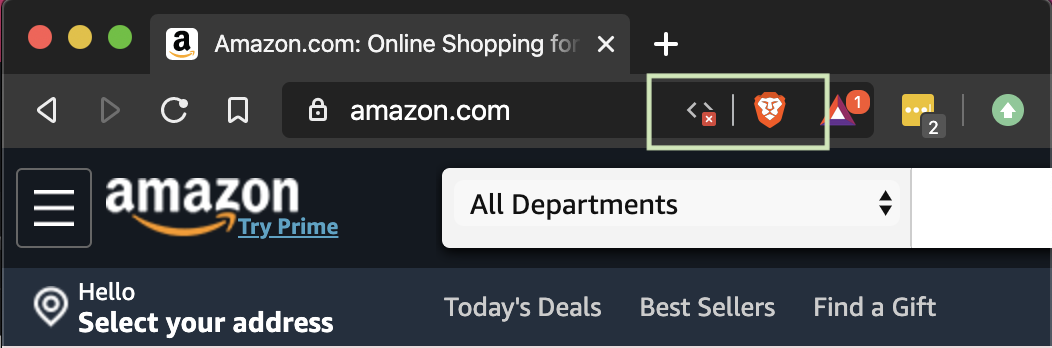 Amazon.com: Online Shopping for
amazon.com
1
2
amazon
Try Prime
All Departments
Hello
Select your address
Today's Deals
Best Sellers
Find a Gift